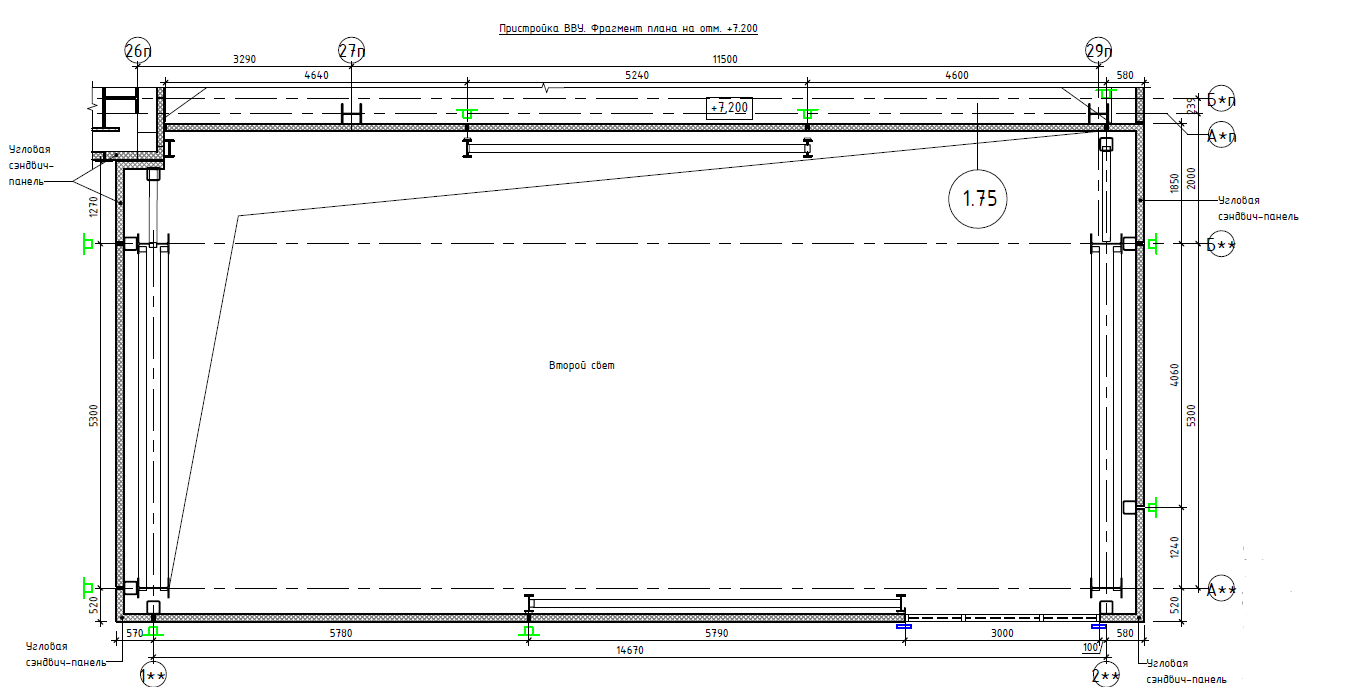 Пристройка ВВУ. Фрагмент плана на отм. +7.200
26п
27п
29п
3290
11500
4640
5240
4600
580
+7,200
239
Б*п
А*п
Угловая
сэндвич-
панель
1.75
1850
2000
Угловая
сэндвич-панель
1270
Б**
Второй свет
4060
5300
5300
1240
А**
520
520
570
5780
5790
3000
580
100
14670
Угловая
сэндвич-панель
1**
2**
Угловая
сэндвич-панель